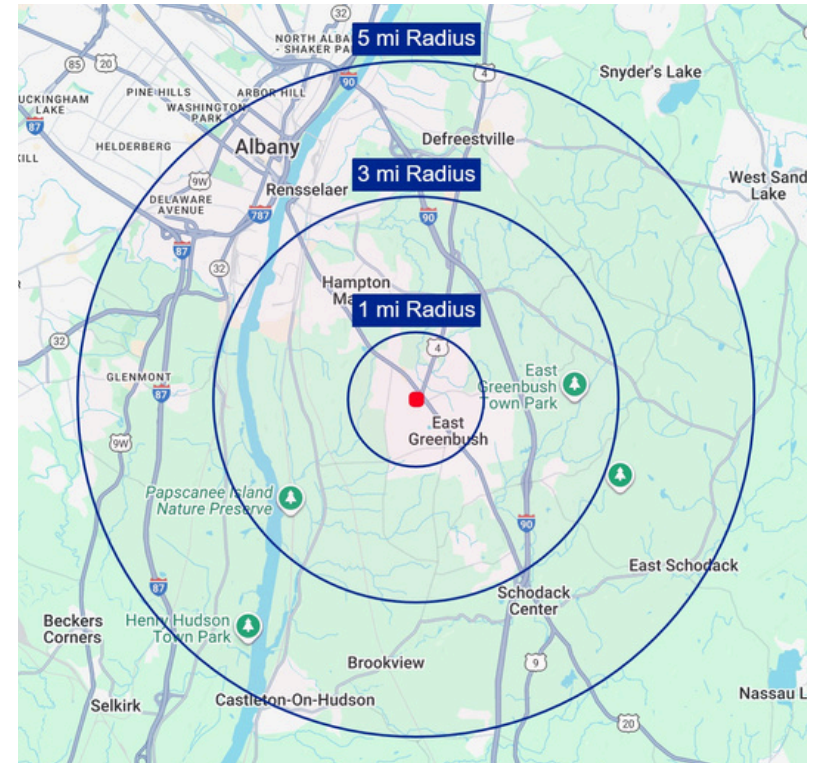 32
NORTH ALBA
- SHAKER PA
5 mi Radius
85
20
90
4
Snyder's Lake
PINE HILLS
ARBOR HILL
UCKINGHAM
LAKE
WASHINGTON
PARK
87
HELDERBERG
Albany
Defreestville
KILL
9W
3 mi Radius
West Sand
Lake
Rensselaer
DELAWARE
AVENUE
787
90
87
32
Hampton
Ma
1 mi Radius
32
4
GLENMONT
87
East
Greenbush
Town Park
9W
East
Greenbush
Papscanee Island
Nature Preserve
90
East Schodack
87
Schodack
Center
Beckers
Corners
Henry Hudson
Town Park
Brookview
9
Selkirk
Castleton-On-Hudson
Nassau L
20